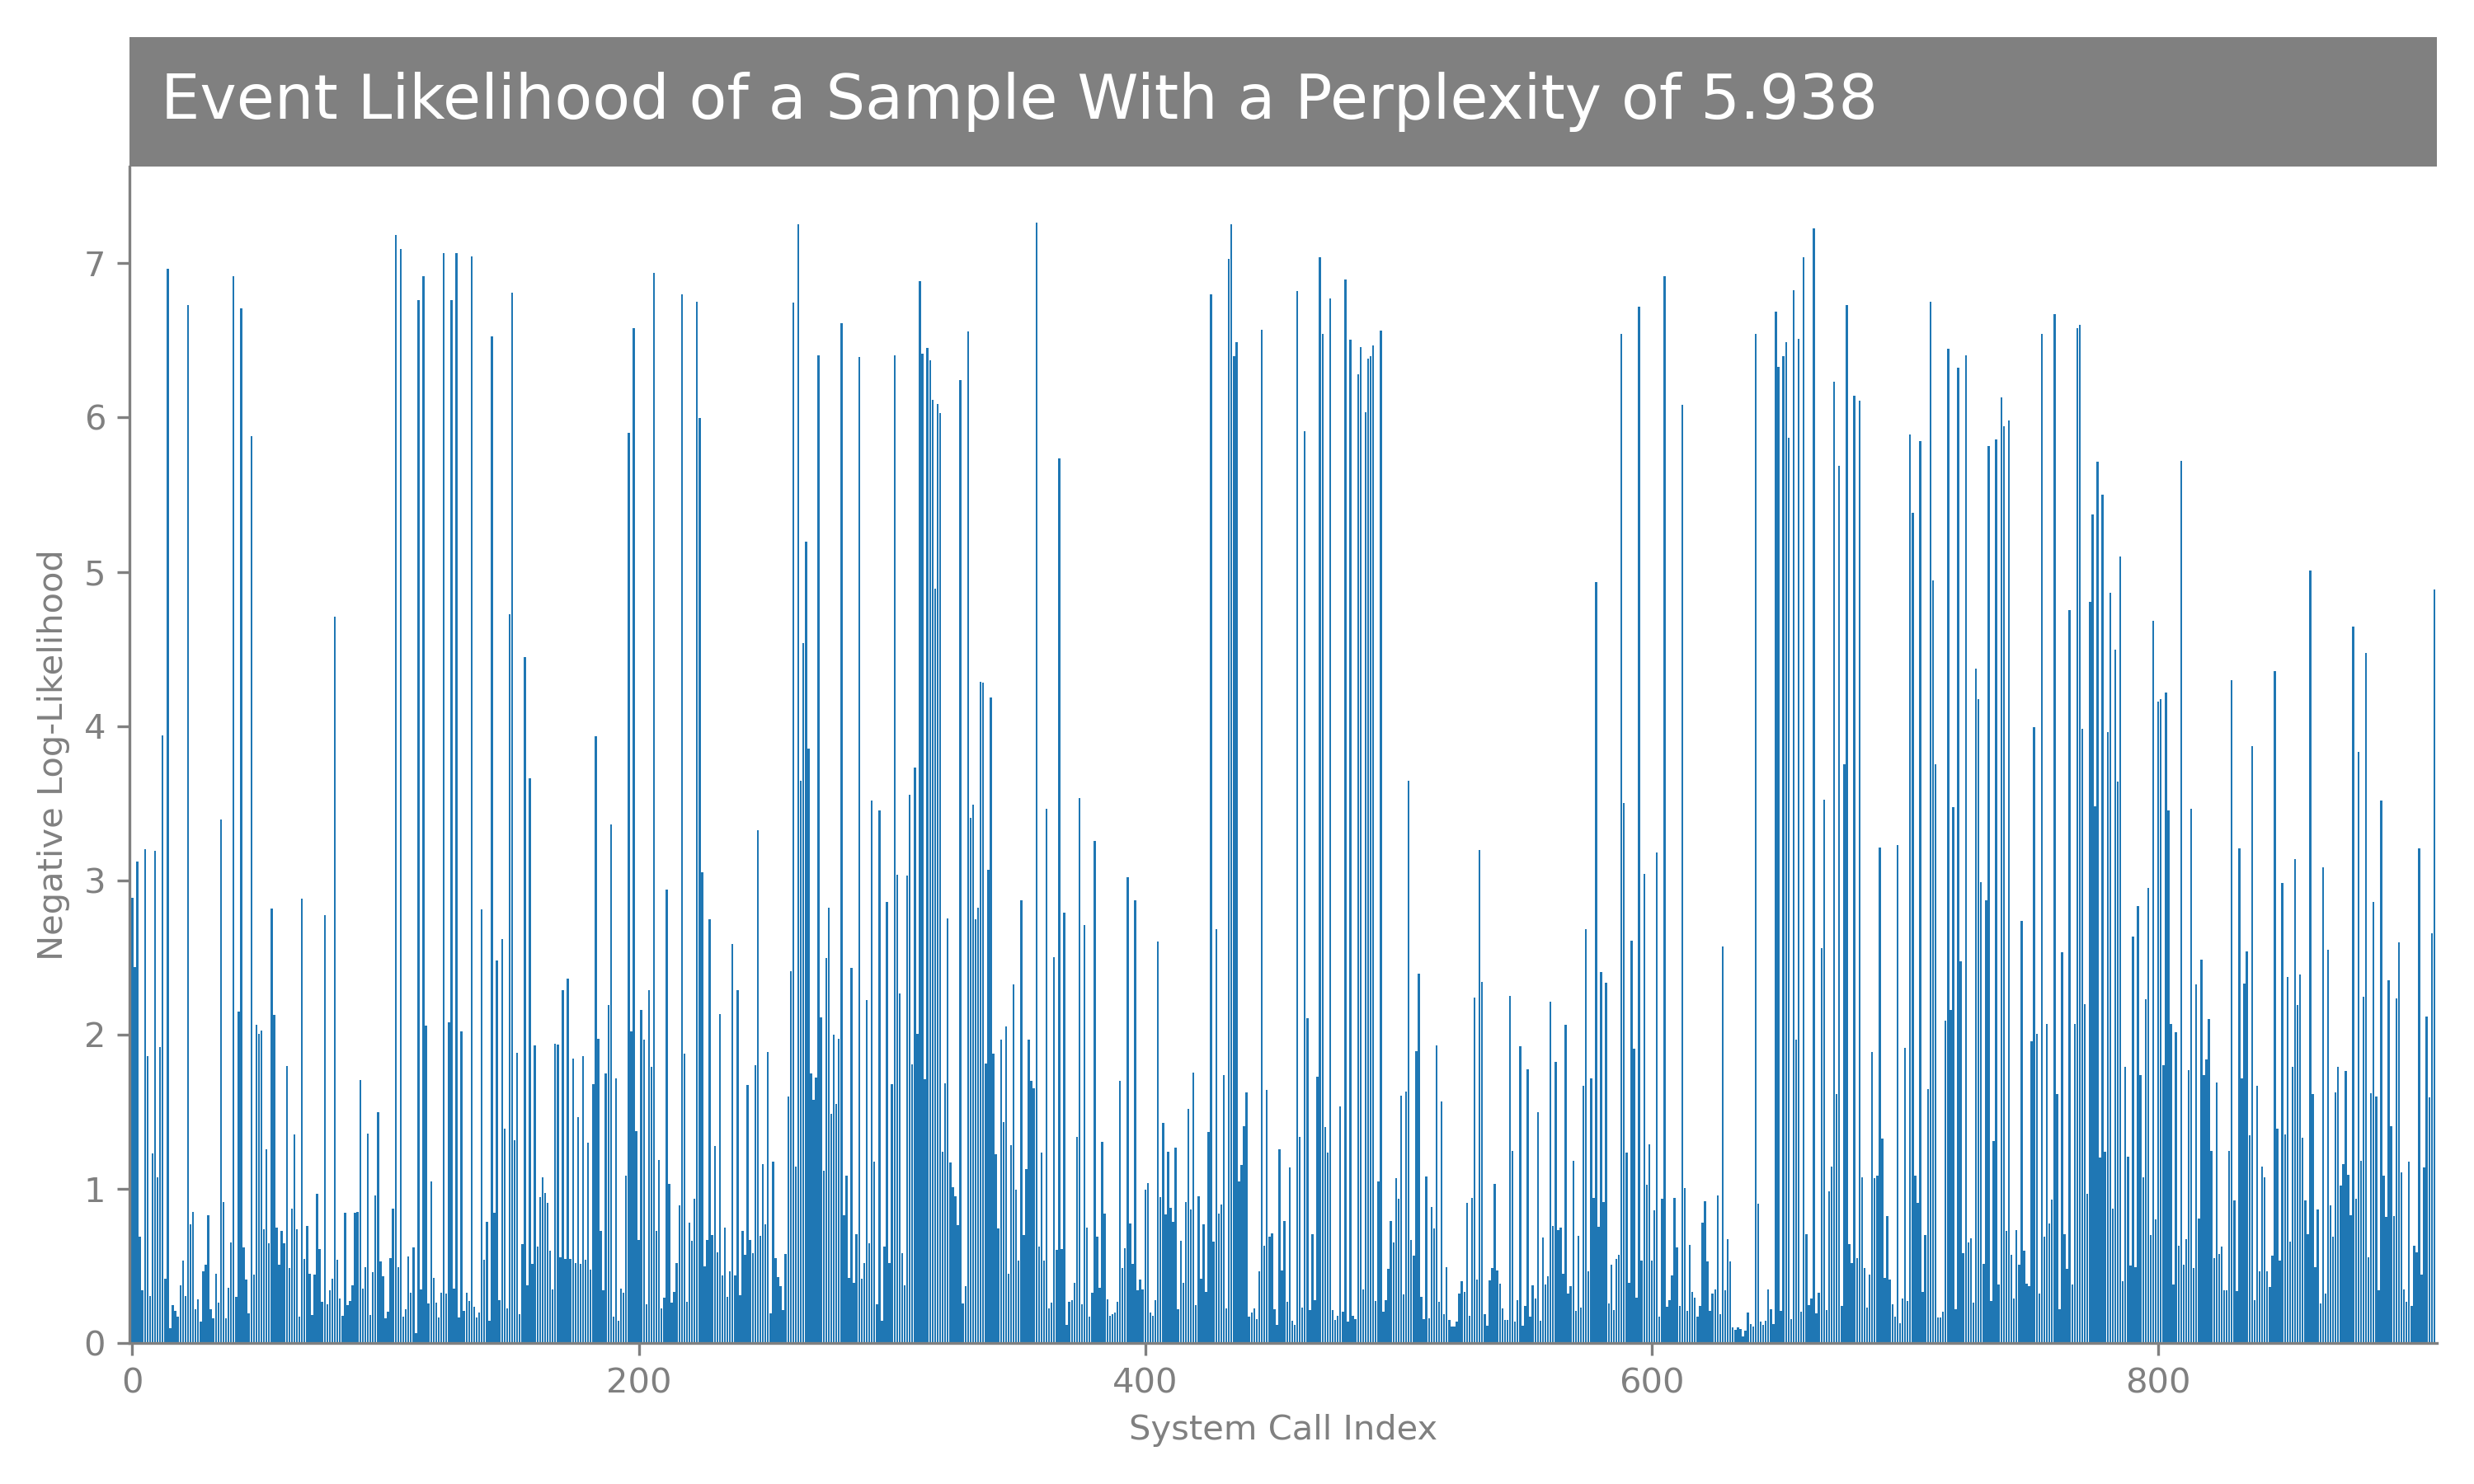 Event Likelihood of a Sample With a Perplexity of 5.938
Negative Log-Likelihood
7
6
5
4
3
2
1
0
0 200 400 600 800
System Call Index